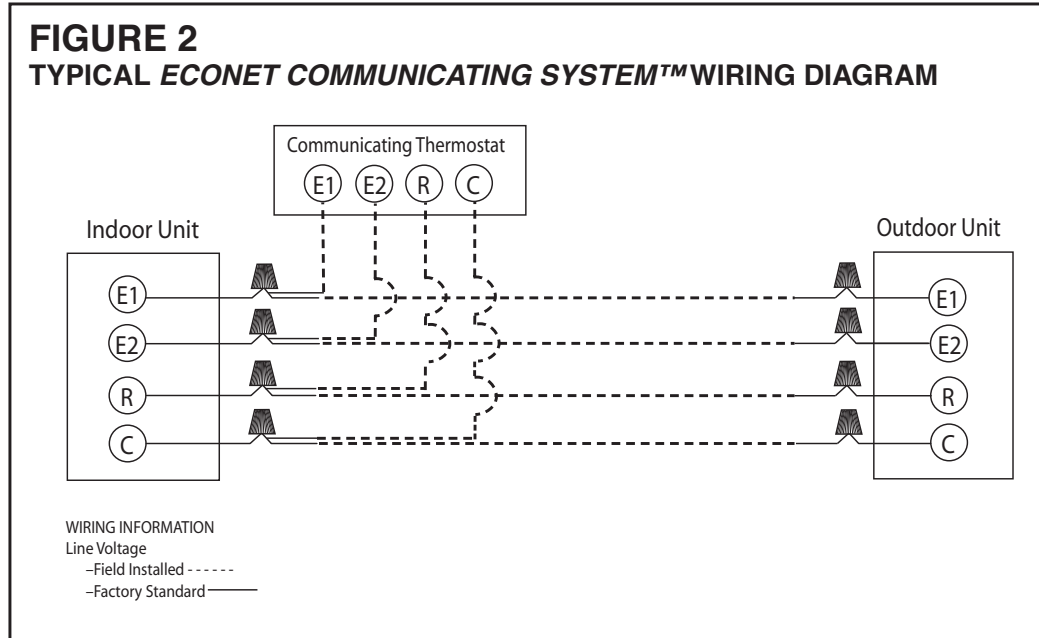 FIGURE 2
TYPICAL ECONET COMMUNICATING SYSTEM™ WIRING DIAGRAM
Communicating Thermostat
E1 E2 R C
Indoor Unit
Outdoor Unit
E1
E1
E2
E2
R
R
C
C
WIRING INFORMATION
Line Voltage
–Field Installed
–Factory Standard